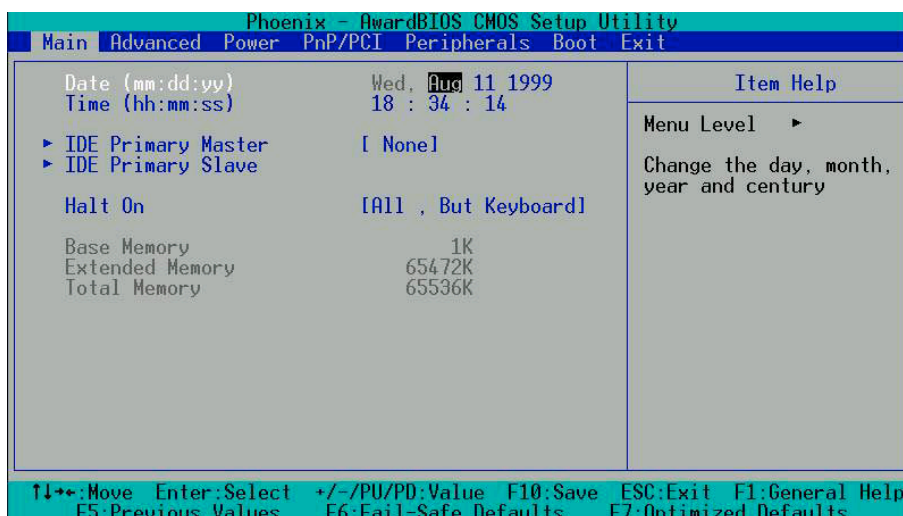 Phoenix - AwardBIOS CMOS Setup Utility
Main Advanced Power PnP/PCI Peripherals Boot Exit
Date (mm:dd:yy) Wed, Aug 11 1999
Time (hh:mm:ss) 18 : 34 : 14
► IDE Primary Master [ None]
► IDE Primary Slave
Halt On [All , But Keyboard]
Base Memory 1K
Extended Memory 65472K
Total Memory 65536K
Item Help
Menu Level ►
Change the day, month,
year and century
↑↓→←:Move Enter:Select +/-/PU/PD:Value F10:Save ESC:Exit F1:General Help
F5:Previous Values F6:Fail-Safe Defaults F7:Optimized Defaults